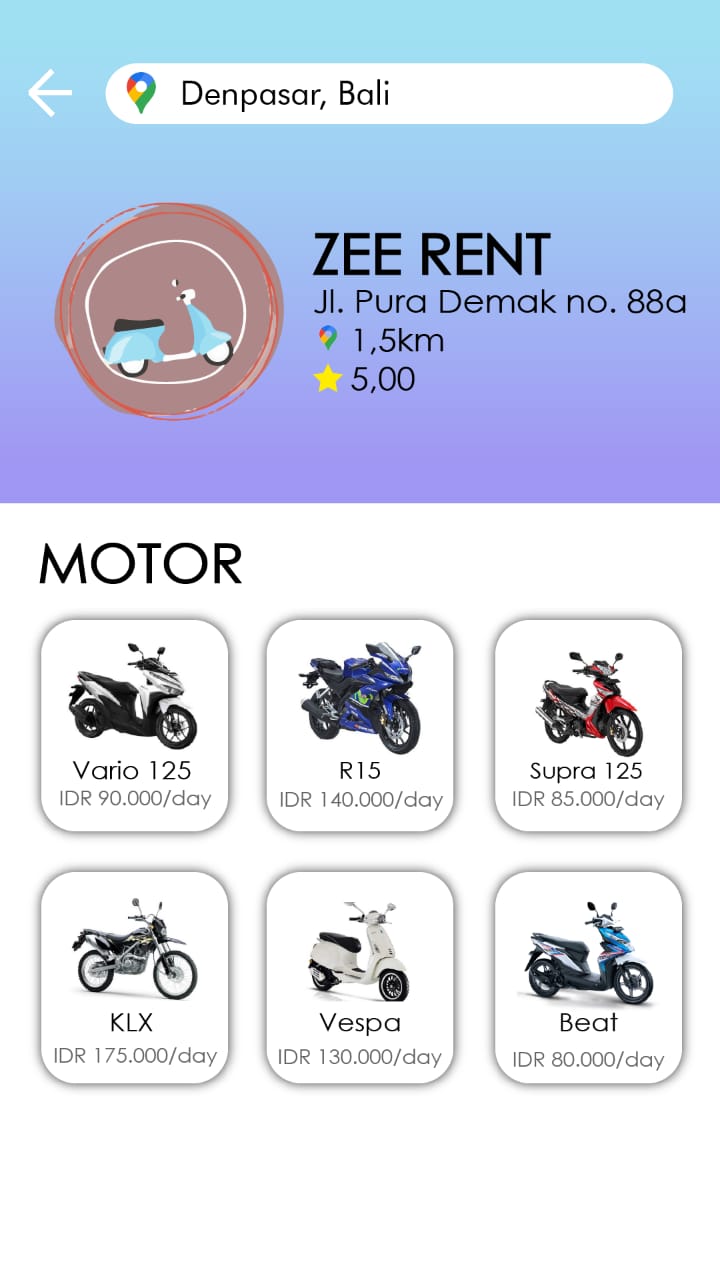 Denpasar, Bali
ZEE RENT
Jl. Pura Demak no. 88a
1,5km
5,00
MOTOR
Vario 125
IDR 90.000/day
R15
IDR 140.000/day
Supra 125
IDR 85.000/day
KLX
IDR 175.000/day
Vespa
IDR 130.000/day
Beat
IDR 80.000/day